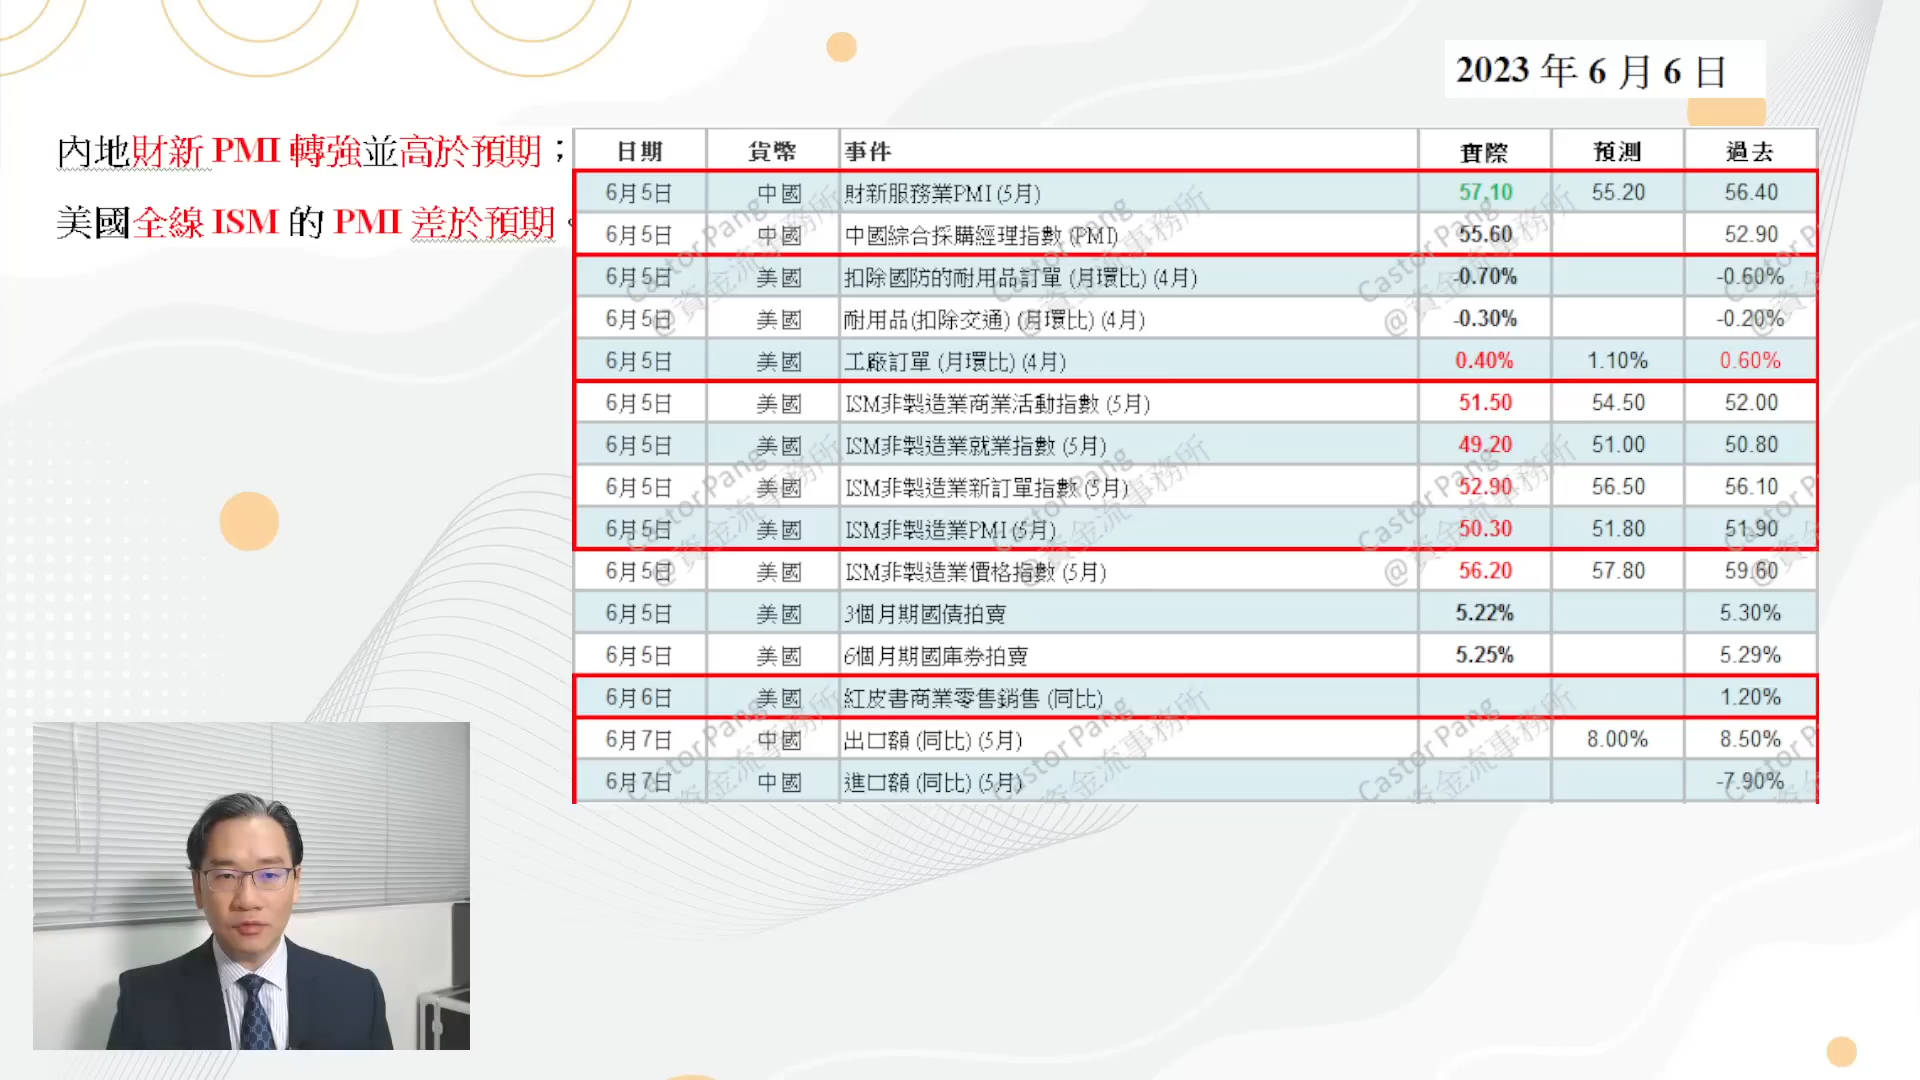 2023 年 6 月 6 日
內地財新 PMI 轉強並高於預期；
美國全線 ISM 的 PMI 差於預期。
日期 貨幣 事件 實際 預測 過去
6月5日 中國 財新服務業PMI (5月) 57.10 55.20 56.40
6月5日 中國 中國綜合採購經理指數 (PMI) 55.60 52.90
6月5日 美國 扣除國防的耐用品訂單 (月環比) (4月) -0.70% -0.60%
6月5日 美國 耐用品(扣除交通) (月環比) (4月) -0.30% -0.20%
6月5日 美國 工廠訂單 (月環比) (4月) 0.40% 1.10% 0.60%
6月5日 美國 ISM非製造業商業活動指數 (5月) 51.50 54.50 52.00
6月5日 美國 ISM非製造業就業指數 (5月) 49.20 51.00 50.80
6月5日 美國 ISM非製造業新訂單指數 (5月) 52.90 56.50 56.10
6月5日 美國 ISM非製造業PMI (5月) 50.30 51.80 51.90
6月5日 美國 ISM非製造業價格指數 (5月) 56.20 57.80 59.60
6月5日 美國 3個月期國債拍賣 5.22% 5.30%
6月5日 美國 6個月期國庫券拍賣 5.25% 5.29%
6月6日 美國 紅皮書商業零售銷售 (同比) 1.20%
6月7日 中國 出口額 (同比) (5月) 8.00% 8.50%
6月7日 中國 進口額 (同比) (5月) -7.90%
Castor Pang
@資金流事務所